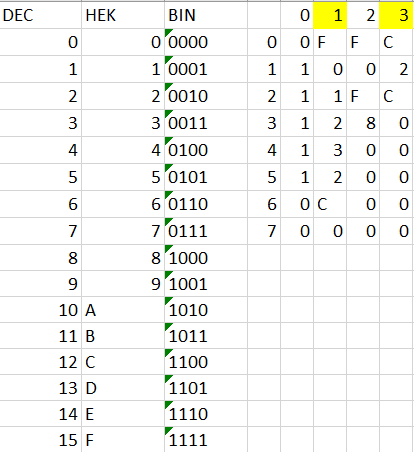 DEC HEK BIN 0 1 2 3
0 0 0000 0 0 F F C
1 1 0001 1 1 0 0 2
2 2 0010 2 1 1 F C
3 3 0011 3 1 2 8 0
4 4 0100 4 1 3 0 0
5 5 0101 5 1 2 0 0
6 6 0110 6 0 C 0 0
7 7 0111 7 0 0 0 0
8 8 1000
9 9 1001
10 A 1010
11 B 1011
12 C 1100
13 D 1101
14 E 1110
15 F 1111